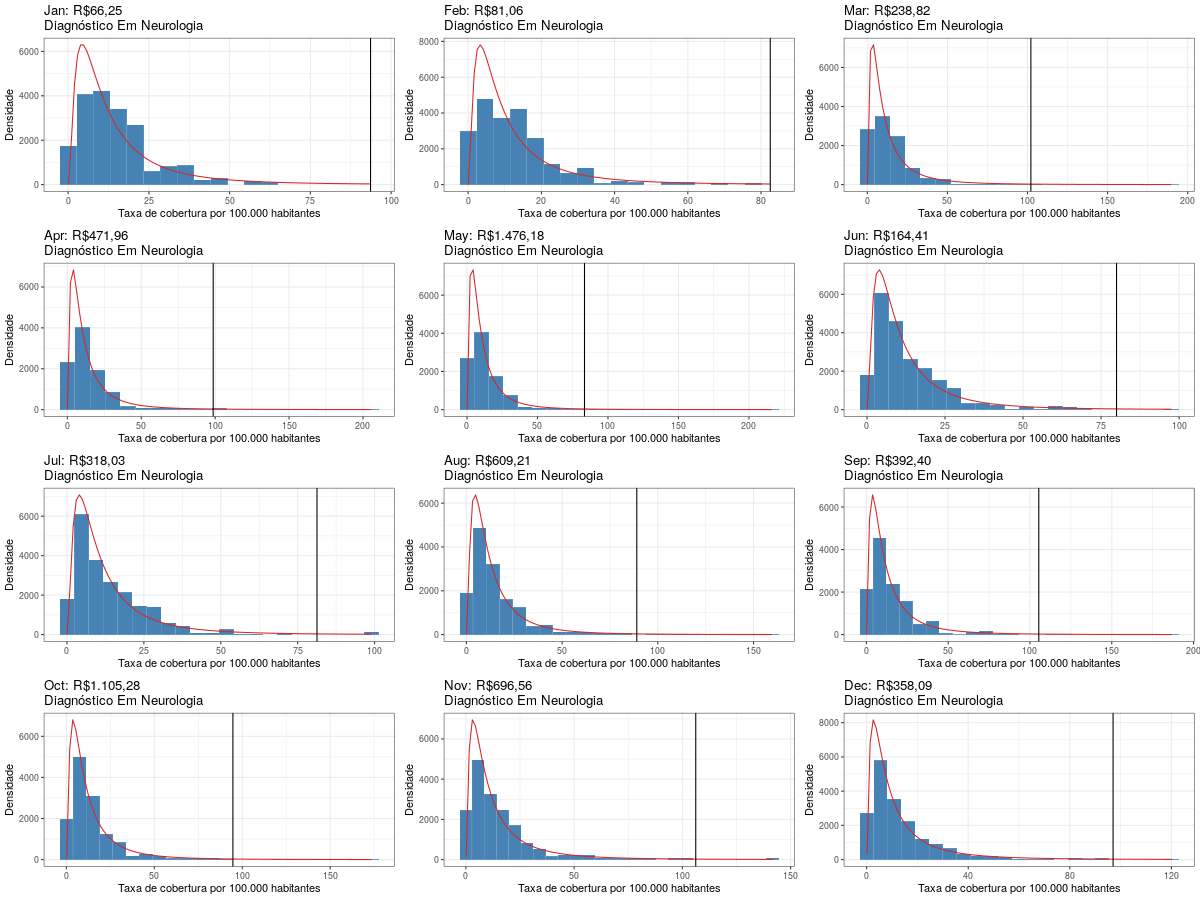 Jan: R$66,25
Diagnóstico Em Neurologia
Densidade
6000
4000
2000
0
0 25 50 75 100
Taxa de cobertura por 100.000 habitantes
Feb: R$81,06
Diagnóstico Em Neurologia
Densidade
8000
6000
4000
2000
0
0 20 40 60 80
Taxa de cobertura por 100.000 habitantes
Mar: R$238,82
Diagnóstico Em Neurologia
Densidade
6000
4000
2000
0
0 50 100 150 200
Taxa de cobertura por 100.000 habitantes
Apr: R$471,96
Diagnóstico Em Neurologia
Densidade
6000
4000
2000
0
0 50 100 150 200
Taxa de cobertura por 100.000 habitantes
May: R$1.476,18
Diagnóstico Em Neurologia
Densidade
6000
4000
2000
0
0 50 100 150 200
Taxa de cobertura por 100.000 habitantes
Jun: R$164,41
Diagnóstico Em Neurologia
Densidade
6000
4000
2000
0
0 25 50 75 100
Taxa de cobertura por 100.000 habitantes
Jul: R$318,03
Diagnóstico Em Neurologia
Densidade
6000
4000
2000
0
0 25 50 75 100
Taxa de cobertura por 100.000 habitantes
Aug: R$609,21
Diagnóstico Em Neurologia
Densidade
6000
4000
2000
0
0 50 100 150
Taxa de cobertura por 100.000 habitantes
Sep: R$392,40
Diagnóstico Em Neurologia
Densidade
6000
4000
2000
0
0 50 100 150 200
Taxa de cobertura por 100.000 habitantes
Oct: R$1.105,28
Diagnóstico Em Neurologia
Densidade
6000
4000
2000
0
0 50 100 150
Taxa de cobertura por 100.000 habitantes
Nov: R$696,56
Diagnóstico Em Neurologia
Densidade
6000
4000
2000
0
0 50 100 150
Taxa de cobertura por 100.000 habitantes
Dec: R$358,09
Diagnóstico Em Neurologia
Densidade
8000
6000
4000
2000
0
0 40 80 120
Taxa de cobertura por 100.000 habitantes